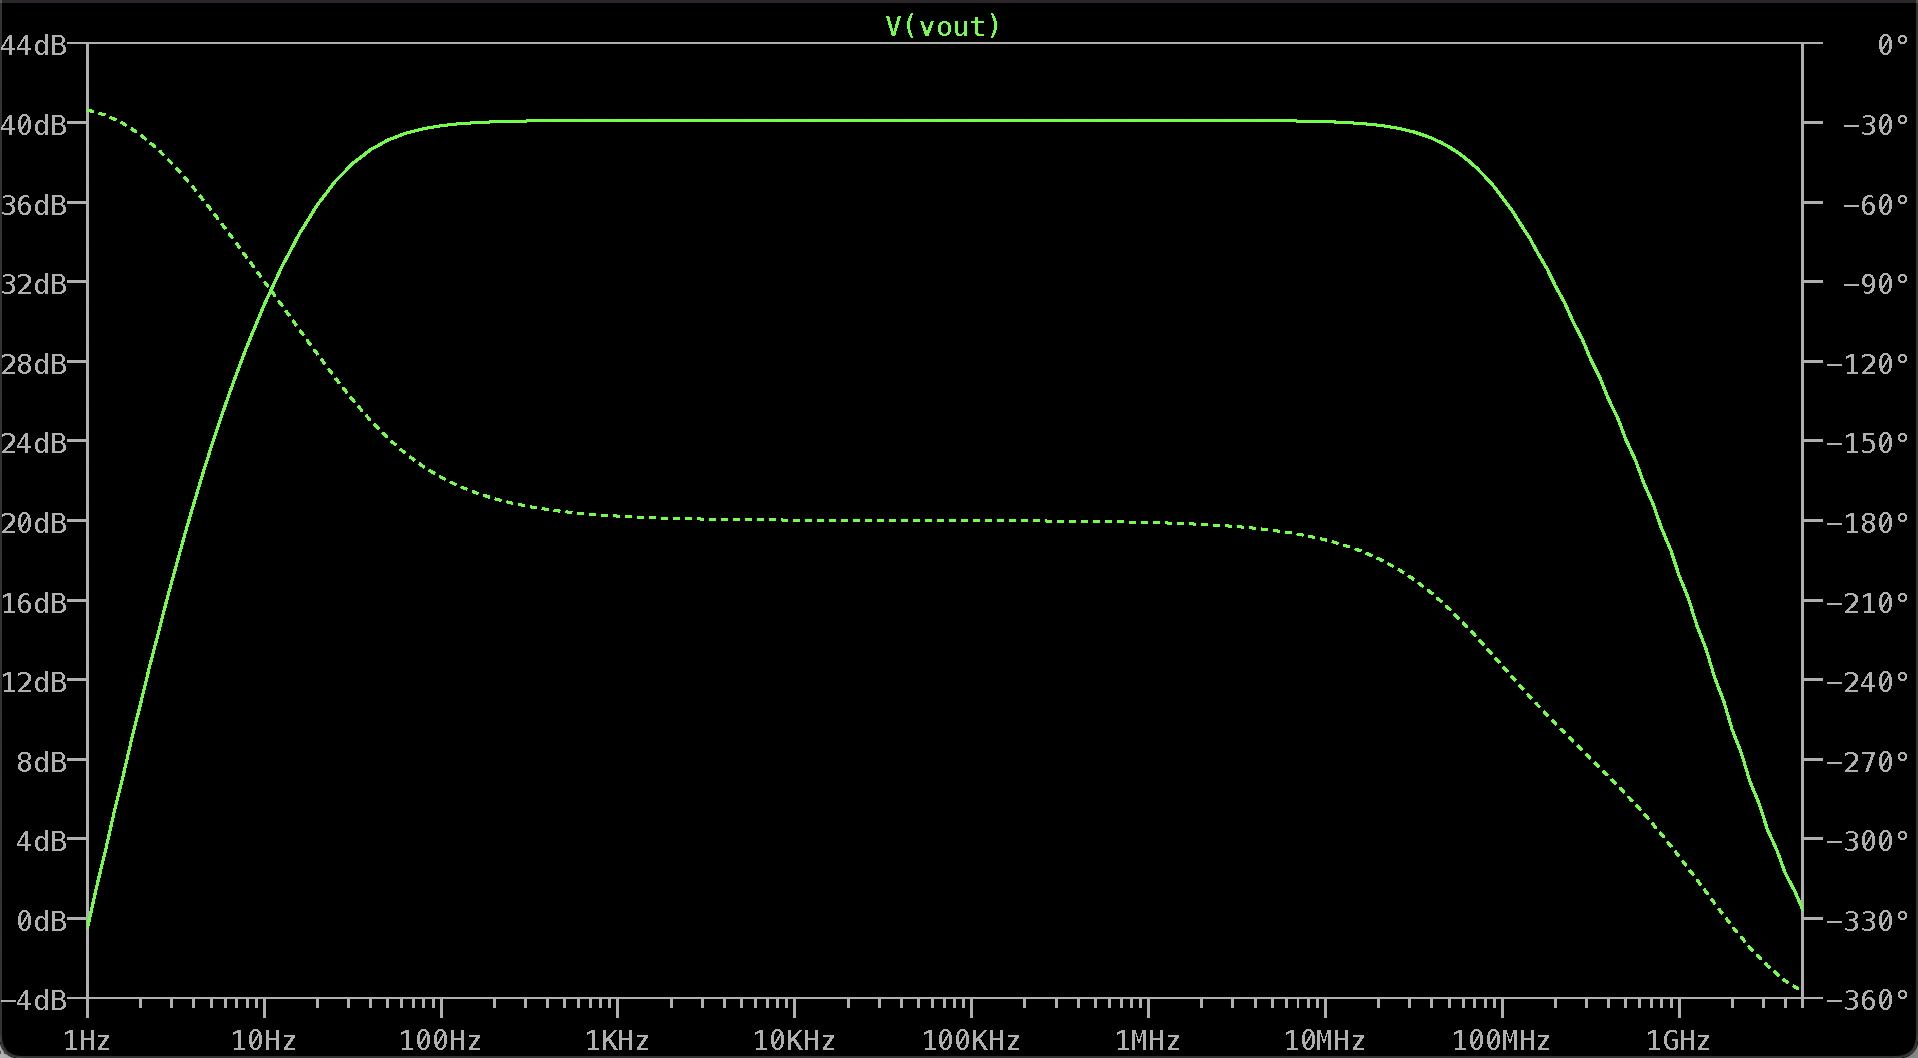 V(vout)
44dB 0°
40dB −30°
36dB −60°
32dB −90°
28dB −120°
24dB −150°
20dB −180°
16dB −210°
12dB −240°
8dB −270°
4dB −300°
0dB −330°
−4dB −360°
1Hz 10Hz 100Hz 1KHz 10KHz 100KHz 1MHz 10MHz 100MHz 1GHz